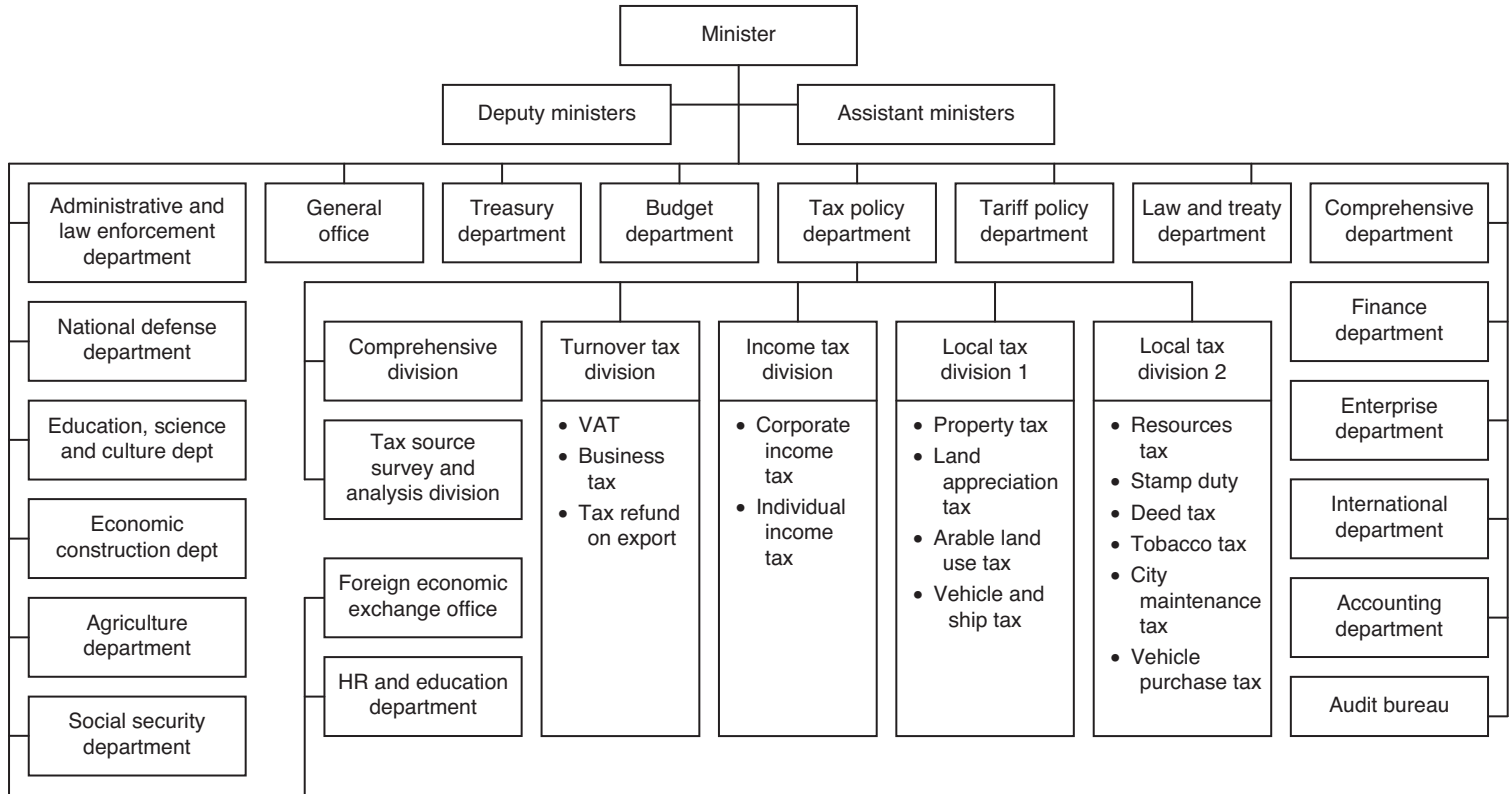 Minister
Deputy ministers
Assistant ministers
Administrative and
law enforcement
department
General
office
Treasury
department
Budget
department
Tax policy
department
Tariff policy
department
Law and treaty
department
Comprehensive
department
National defense
department
Education, science
and culture dept
Economic
construction dept
Agriculture
department
Social security
department
Comprehensive
division
Tax source
survey and
analysis division
Foreign economic
exchange office
HR and education
department
Turnover tax
division
• VAT
• Business
tax
• Tax refund
on export
Income tax
division
• Corporate
income
tax
• Individual
income
tax
Local tax
division 1
• Property tax
• Land
appreciation
tax
• Arable land
use tax
• Vehicle and
ship tax
Local tax
division 2
• Resources
tax
• Stamp duty
• Deed tax
• Tobacco tax
• City
maintenance
tax
• Vehicle
purchase tax
Finance
department
Enterprise
department
International
department
Accounting
department
Audit bureau